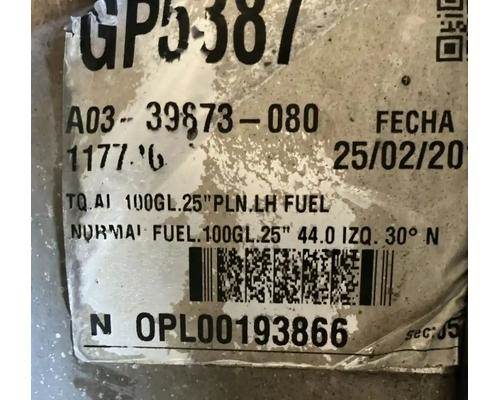 GP5387
A03-39873-080 FECHA
25/02/20
TQ.AL 100GL.25"PLN.LH FUEL
NORMAL FUEL.100GL.25" 44.0 IZQ. 30° N
N OPL00193866 sec: